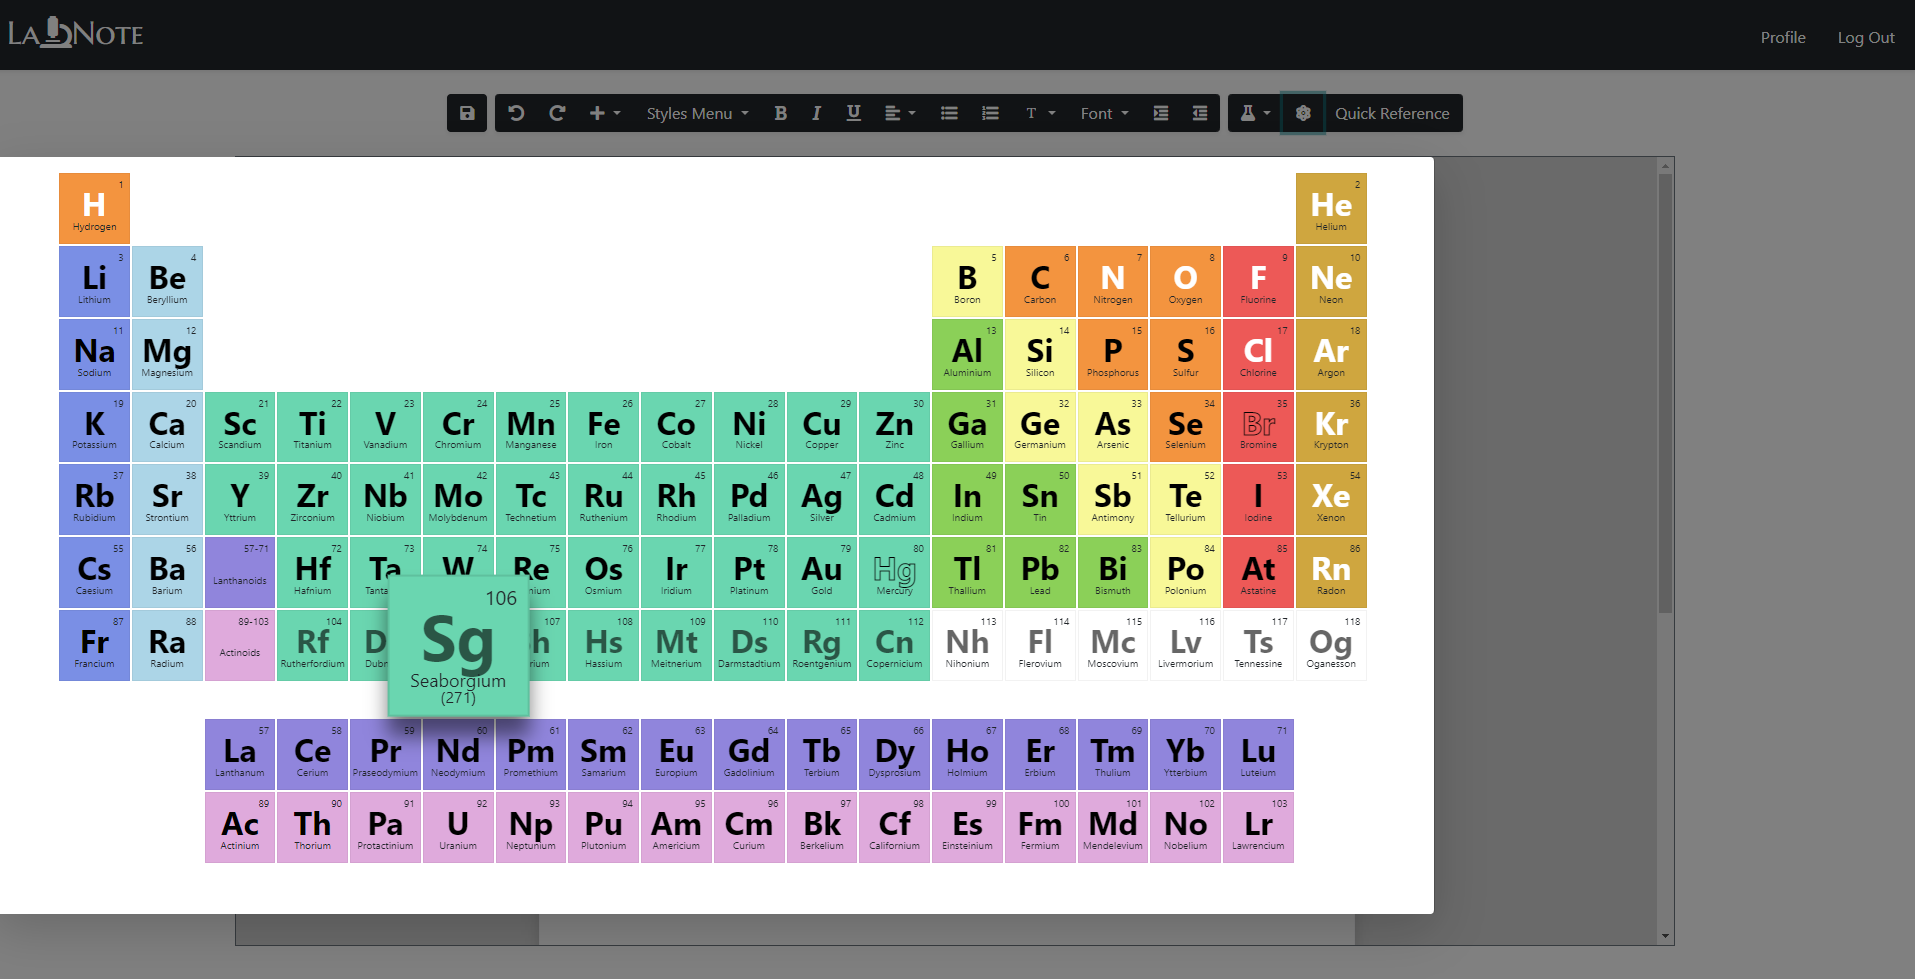 LabNote
Profile Log Out
Styles Menu B I U T Font Quick Reference
1 2
H He
Hydrogen Helium
3 4 5 6 7 8 9 10
Li Be B C N O F Ne
Lithium Beryllium Boron Carbon Nitrogen Oxygen Fluorine Neon
11 12 13 14 15 16 17 18
Na Mg Al Si P S Cl Ar
Sodium Magnesium Aluminium Silicon Phosphorus Sulfur Chlorine Argon
19 20 21 22 23 24 25 26 27 28 29 30 31 32 33 34 35 36
K Ca Sc Ti V Cr Mn Fe Co Ni Cu Zn Ga Ge As Se Br Kr
Potassium Calcium Scandium Titanium Vanadium Chromium Manganese Iron Cobalt Nickel Copper Zinc Gallium Germanium Arsenic Selenium Bromine Krypton
37 38 39 40 41 42 43 44 45 46 47 48 49 50 51 52 53 54
Rb Sr Y Zr Nb Mo Tc Ru Rh Pd Ag Cd In Sn Sb Te I Xe
Rubidium Strontium Yttrium Zirconium Niobium Molybdenum Technetium Ruthenium Rhodium Palladium Silver Cadmium Indium Tin Antimony Tellurium Iodine Xenon
55 56 57-71 72 73 74 75 76 77 78 79 80 81 82 83 84 85 86
Cs Ba Hf Ta W Re Os Ir Pt Au Hg Tl Pb Bi Po At Rn
Caesium Barium Lanthanoids Hafnium Osmium Iridium Platinum Gold Mercury Thallium Lead Bismuth Polonium Astatine Radon
87 88 89-103 104 106 107 108 109 110 111 112 113 114 115 116 117 118
Fr Ra Rf Sg Hs Mt Ds Rg Cn Nh Fl Mc Lv Ts Og
Francium Radium Actinoids Rutherfordium Seaborgium Hassium Meitnerium Darmstadtium Roentgenium Copernicium Nihonium Flerovium Moscovium Livermorium Tennessine Oganesson
(271)
57 58 59 60 61 62 63 64 65 66 67 68 69 70 71
La Ce Pr Nd Pm Sm Eu Gd Tb Dy Ho Er Tm Yb Lu
Lanthanum Cerium Praseodymium Neodymium Promethium Samarium Europium Gadolinium Terbium Dysprosium Holmium Erbium Thulium Ytterbium Luteium
89 90 91 92 93 94 95 96 97 98 99 100 101 102 103
Ac Th Pa U Np Pu Am Cm Bk Cf Es Fm Md No Lr
Actinium Thorium Protactinium Uranium Neptunium Plutonium Americium Curium Berkelium Californium Einsteinium Fermium Mendelevium Nobelium Lawrencium